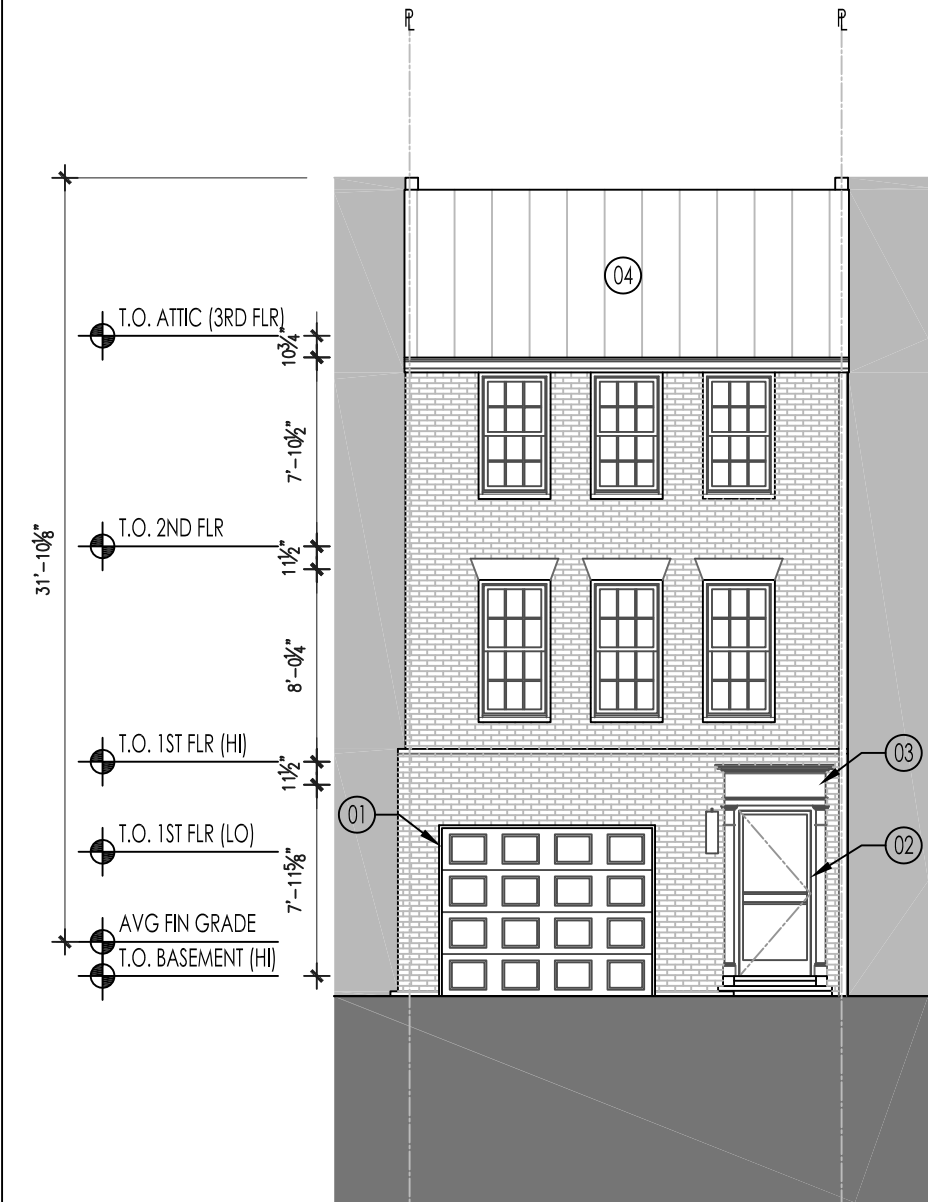 PL PL
04
T.O. ATTIC (3RD FLR)
10¾"
7'-10½"
31'-10⅛"
T.O. 2ND FLR
11½"
8'-0¼"
T.O. 1ST FLR (HI)
11½"
03
01
T.O. 1ST FLR (LO)
02
7'-11⅝"
AVG FIN GRADE
T.O. BASEMENT (HI)